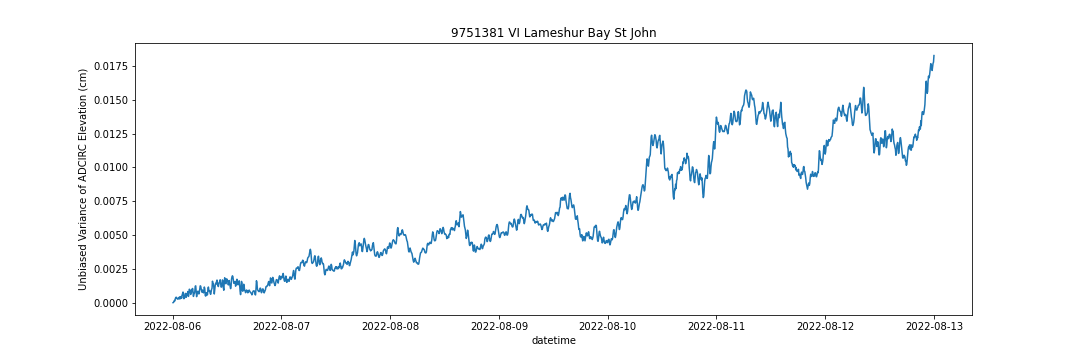 9751381 VI Lameshur Bay St John
Unbiased Variance of ADCIRC Elevation (cm)
0.0175
0.0150
0.0125
0.0100
0.0075
0.0050
0.0025
0.0000
2022-08-06 2022-08-07 2022-08-08 2022-08-09 2022-08-10 2022-08-11 2022-08-12 2022-08-13
datetime